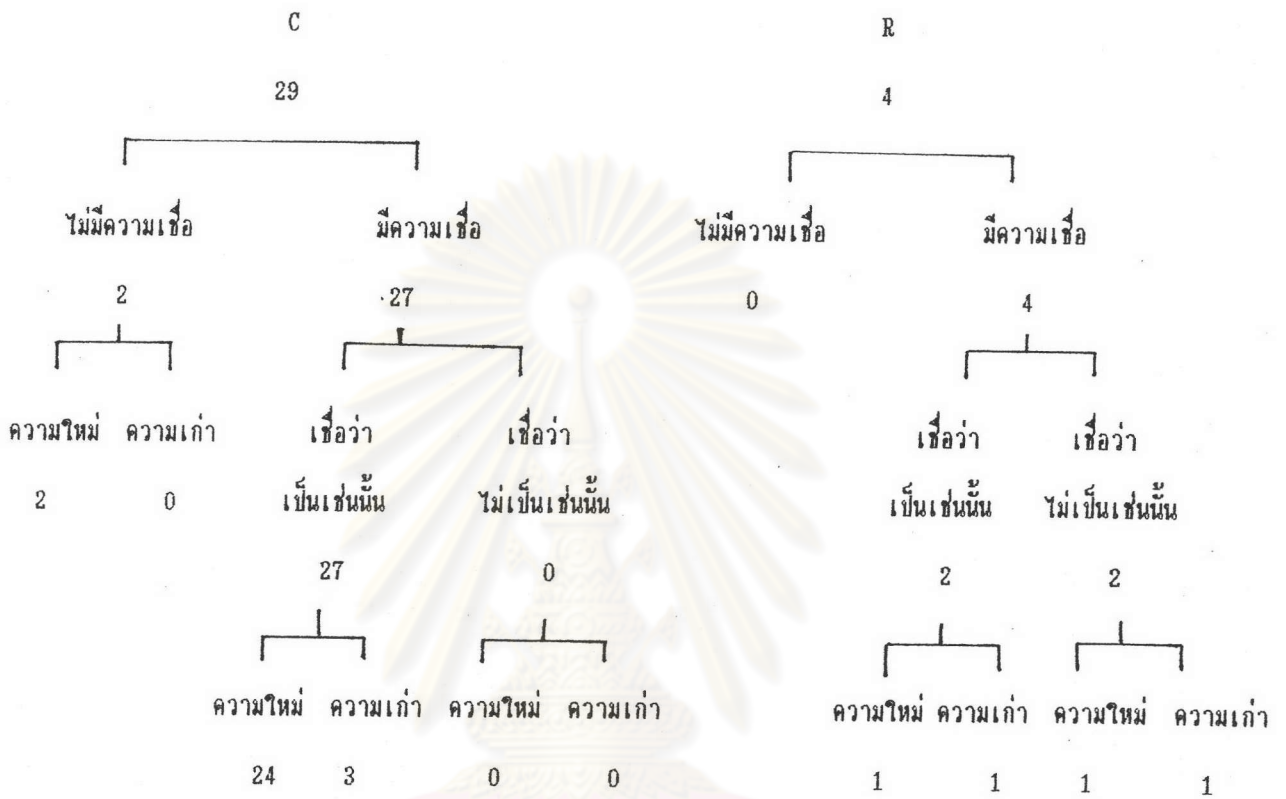 C R
29 4
ไม่มีความเชื่อ มีความเชื่อ ไม่มีความเชื่อ มีความเชื่อ
2 27 0 4
ความใหม่ ความเก่า เชื่อว่า เชื่อว่า เชื่อว่า เชื่อว่า
2 0 เป็นเช่นนั้น ไม่เป็นเช่นนั้น เป็นเช่นนั้น ไม่เป็นเช่นนั้น
27 0 2 2
ความใหม่ ความเก่า ความใหม่ ความเก่า ความใหม่ ความเก่า ความใหม่ ความเก่า
24 3 0 0 1 1 1 1